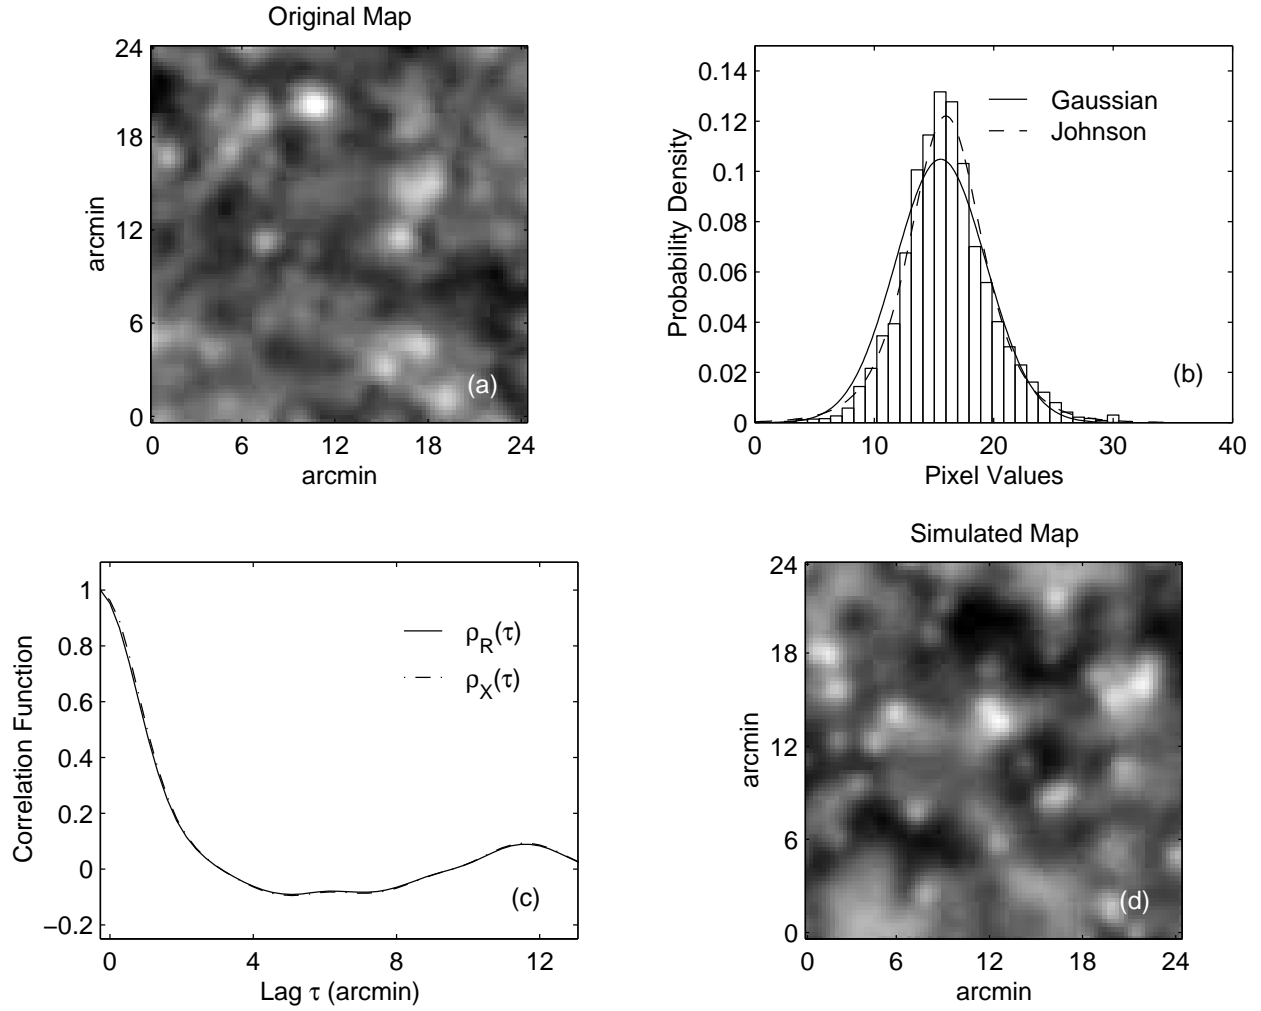 Original Map
24
18
12
6
0
arcmin
(a)
0 6 12 18 24
arcmin
0.14
0.12
0.1
0.08
0.06
0.04
0.02
0
Probability Density
Gaussian
Johnson
(b)
0 10 20 30 40
Pixel Values
1
0.8
0.6
0.4
0.2
0
−0.2
Correlation Function
ρR(τ)
ρX(τ)
(c)
0 4 8 12
Lag τ (arcmin)
Simulated Map
24
18
12
6
0
arcmin
(d)
0 6 12 18 24
arcmin